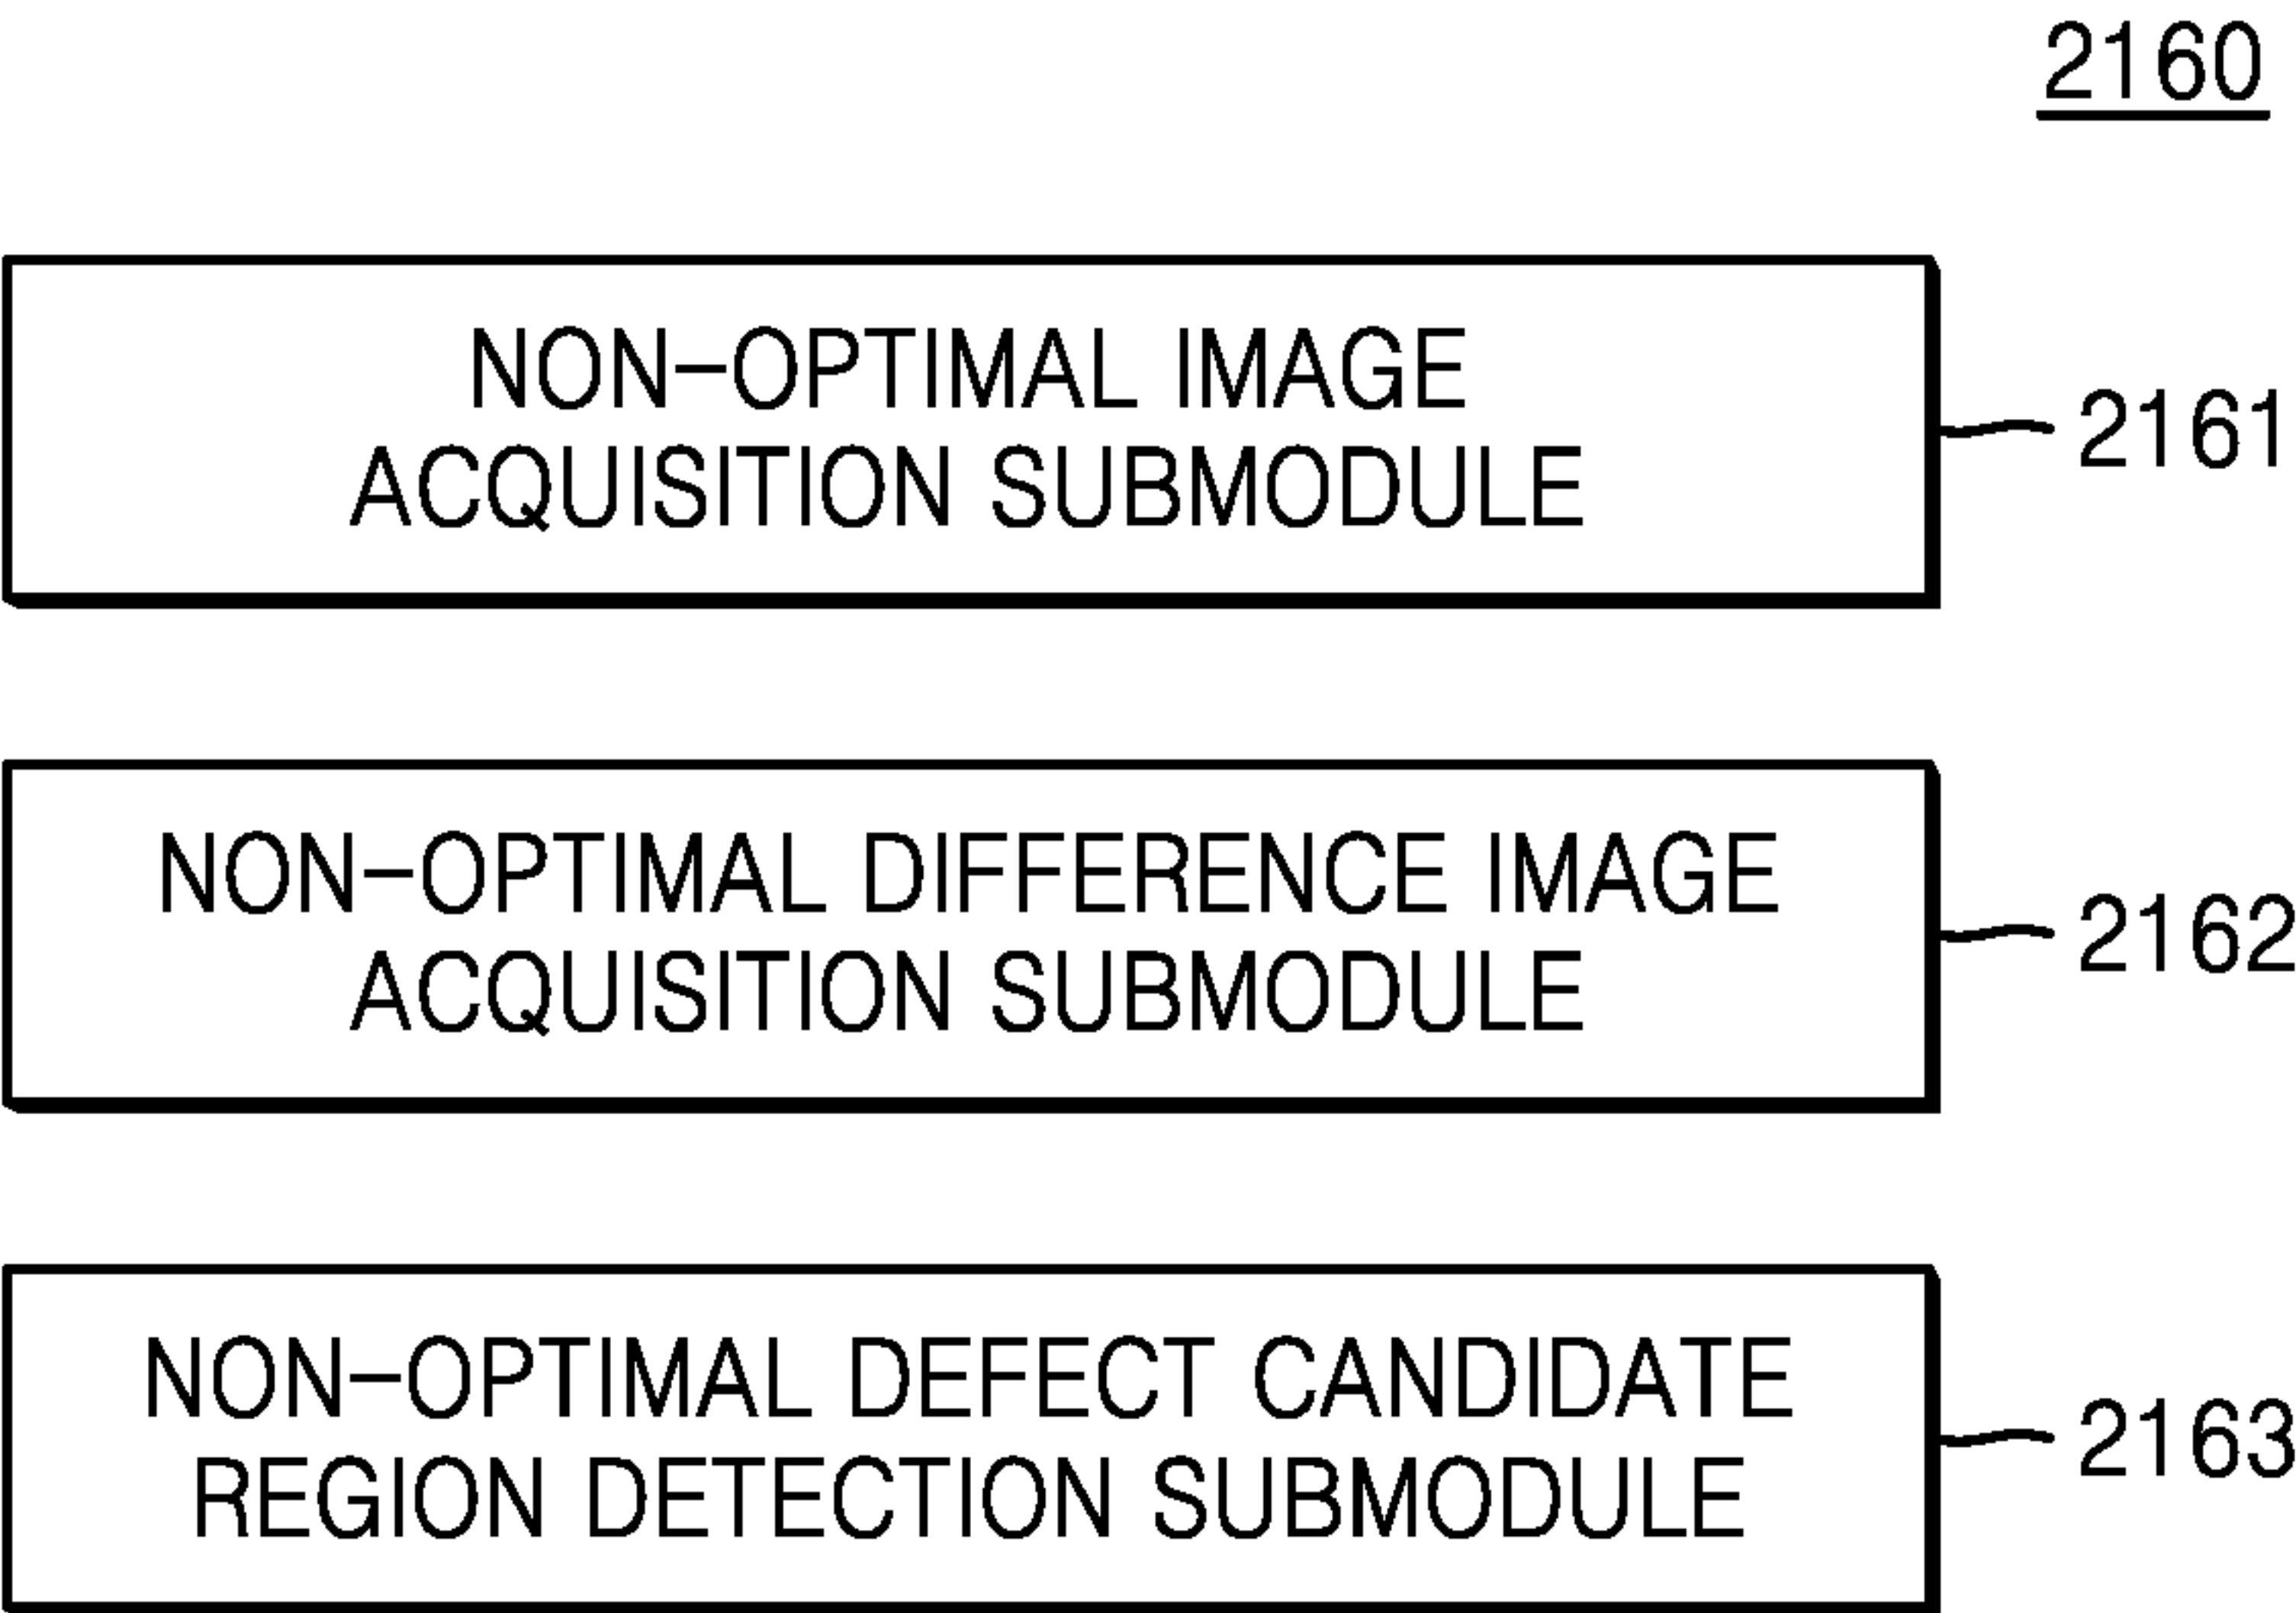 2160
NON-OPTIMAL IMAGE
ACQUISITION SUBMODULE
2161
NON-OPTIMAL DIFFERENCE IMAGE
ACQUISITION SUBMODULE
2162
NON-OPTIMAL DEFECT CANDIDATE
REGION DETECTION SUBMODULE
2163